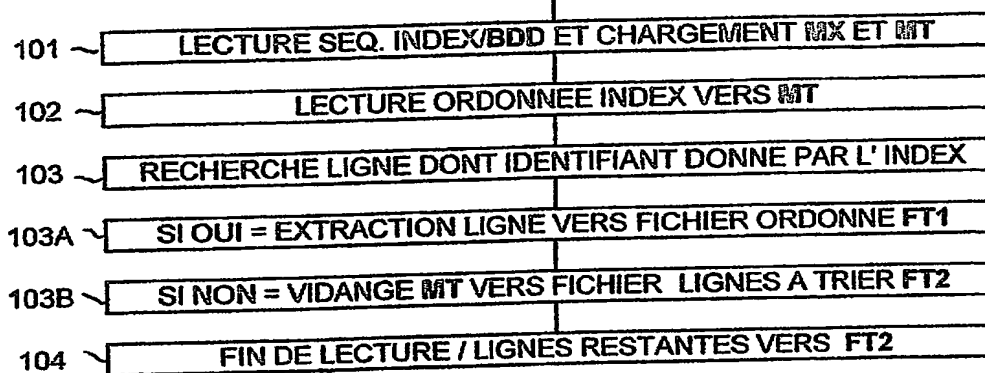 101 LECTURE SEQ. INDEX/BDD ET CHARGEMENT MX ET MT
102 LECTURE ORDONNEE INDEX VERS MT
103 RECHERCHE LIGNE DONT IDENTIFIANT DONNE PAR L' INDEX
103A SI OUI = EXTRACTION LIGNE VERS FICHIER ORDONNE FT1
103B SI NON = VIDANGE MT VERS FICHIER LIGNES A TRIER FT2
104 FIN DE LECTURE / LIGNES RESTANTES VERS FT2